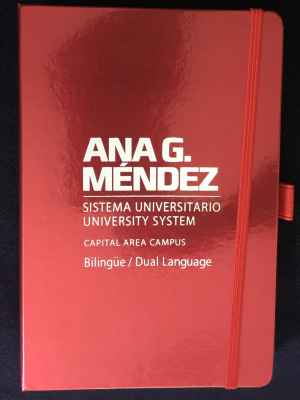 ANA G.
MÉNDEZ
SISTEMA UNIVERSITARIO
UNIVERSITY SYSTEM
CAPITAL AREA CAMPUS
Bilingüe / Dual Language